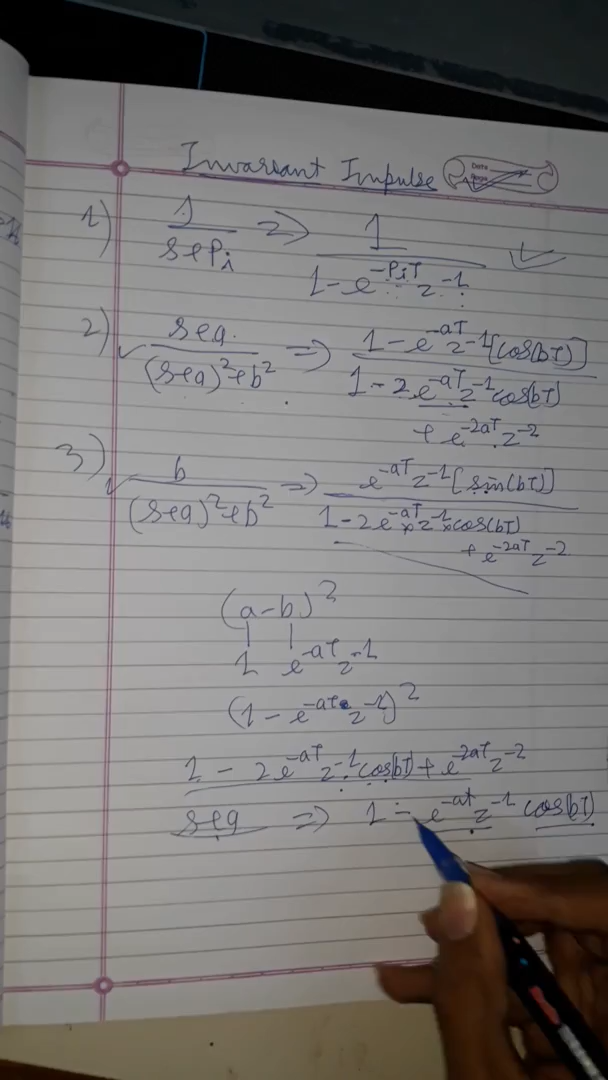 Invariant Impulse
Date
1) 1/(s+Pi) => 1/(1-e^-PiT z^-1)
2) (s+a)/((s+a)^2+b^2) => (1-e^-aT z^-1[cos(bT)])/(1-2e^-aT z^-1 cos(bT) + e^-2aT z^-2)
3) b/((s+a)^2+b^2) => (e^-aT z^-1[sin(bT)])/(1-2e^-aT z^-1 cos(bT) + e^-2aT z^-2)
(a-b)^2
1 e^-aT z^-1
(1-e^-aT z^-1)^2
1 - 2e^-aT z^-1 cos(bT) + e^-2aT z^-2
s+a => 1 - e^-aT z^-1 cos(bT)